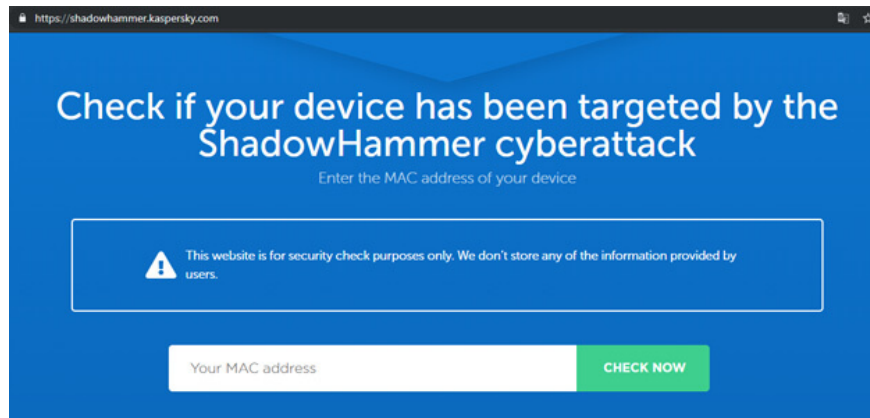 https://shadowhammer.kaspersky.com
Check if your device has been targeted by the
ShadowHammer cyberattack
Enter the MAC address of your device
This website is for security check purposes only. We don't store any of the information provided by
users.
Your MAC address
CHECK NOW